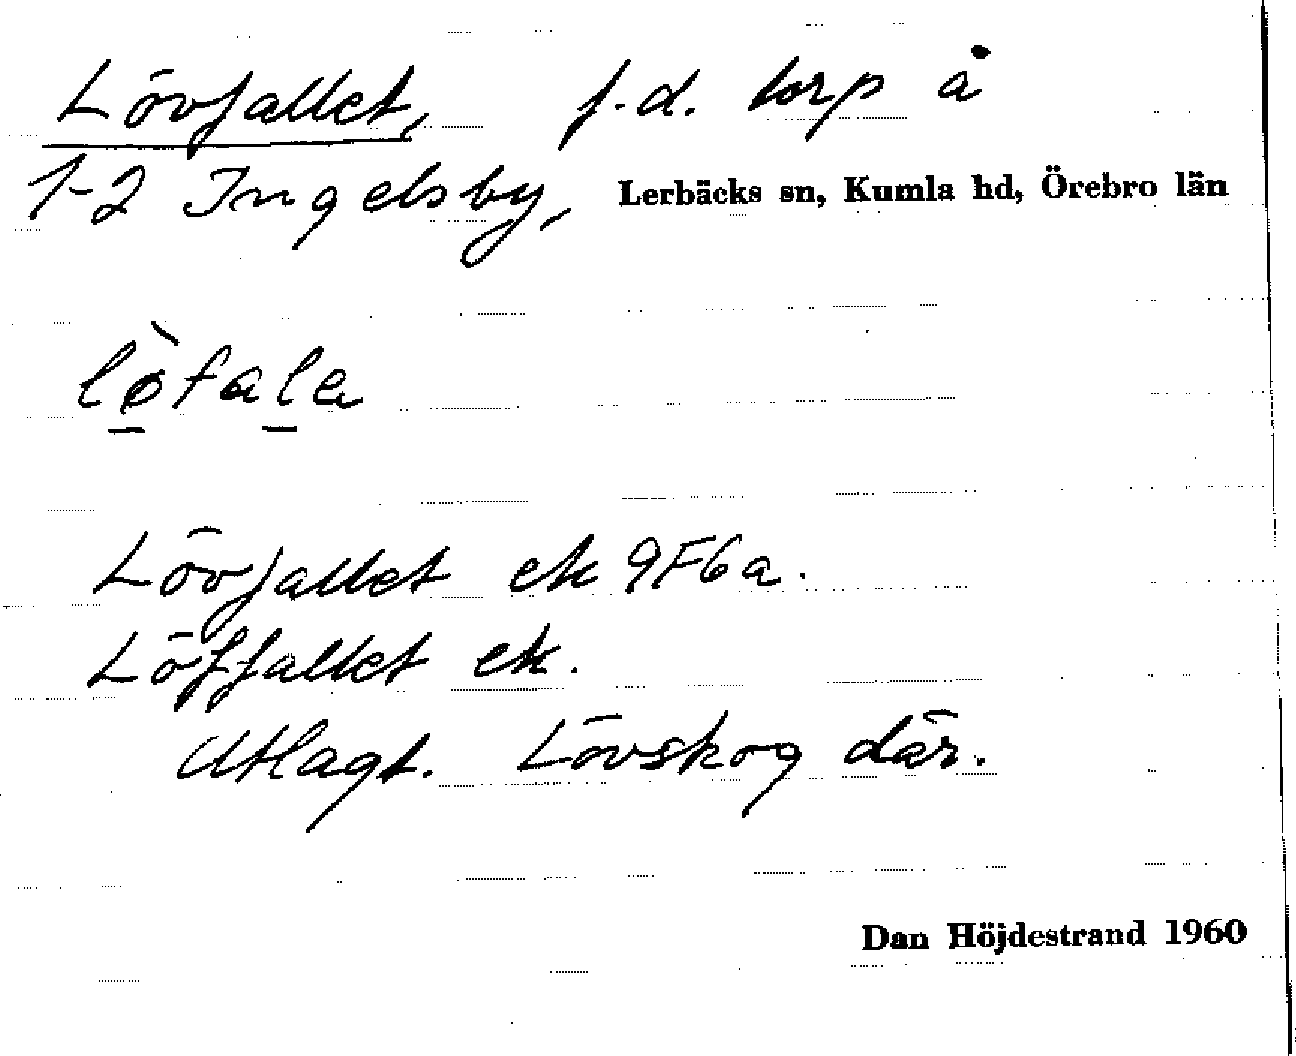 Lövfallet, f.d. torp å
1-2 Ingelsby, Lerbäcks sn, Kumla hd, Örebro län
lø̀fala
Lövfallet ek 9F6a.
Löffallet ek.
Utlagt. Lövskog där.
Dan Höjdestrand 1960